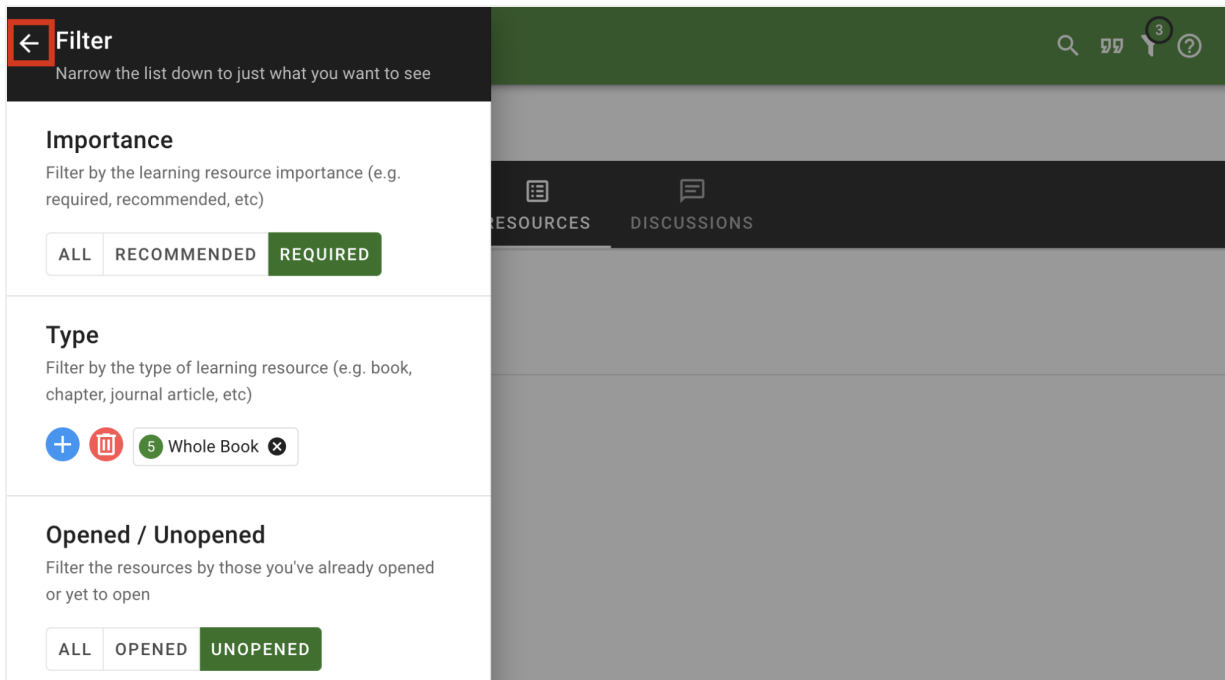 Filter
Narrow the list down to just what you want to see
3
Importance
Filter by the learning resource importance (e.g.
required, recommended, etc)
ALL RECOMMENDED REQUIRED
RESOURCES DISCUSSIONS
Type
Filter by the type of learning resource (e.g. book,
chapter, journal article, etc)
5 Whole Book
Opened / Unopened
Filter the resources by those you've already opened
or yet to open
ALL OPENED UNOPENED